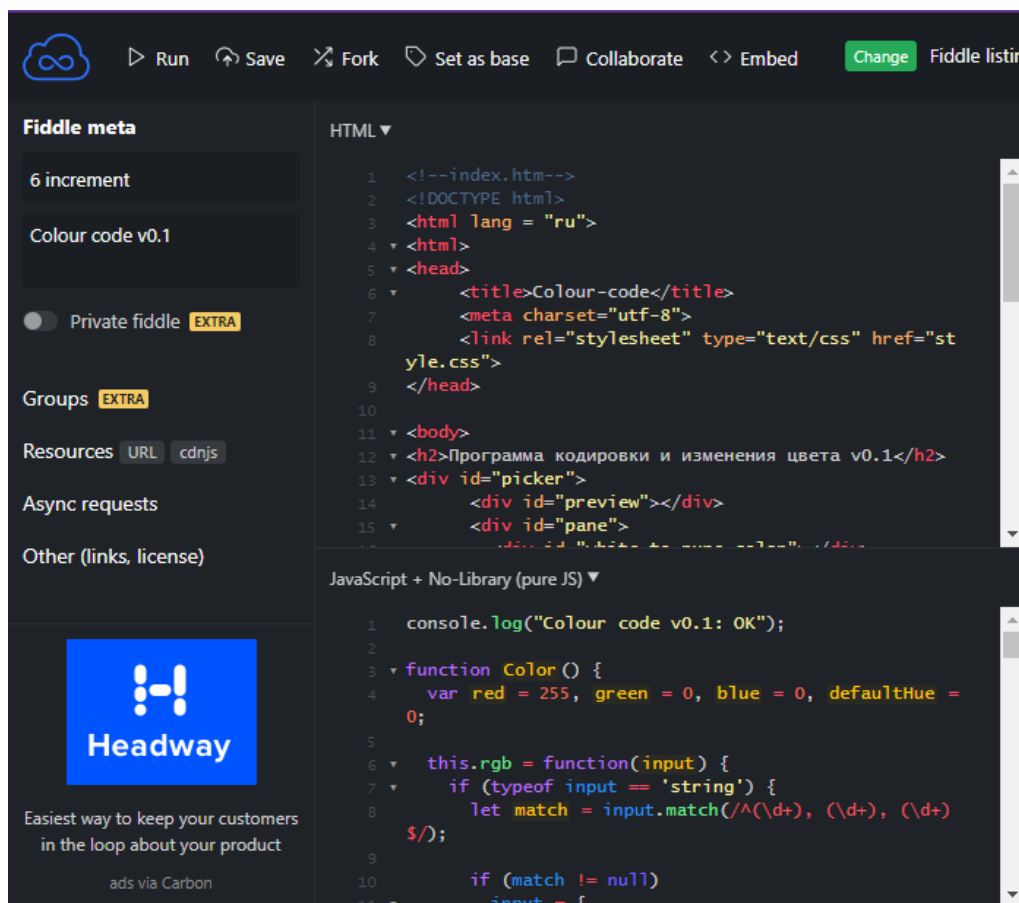 Run Save Fork Set as base Collaborate Embed Change Fiddle listin
Fiddle meta
6 increment
Colour code v0.1
Private fiddle EXTRA
Groups EXTRA
Resources URL cdnjs
Async requests
Other (links, license)
Headway
Easiest way to keep your customers
in the loop about your product
ads via Carbon
HTML ▼
1 <!--index.htm-->
2 <!DOCTYPE html>
3 <html lang = "ru">
4 <html>
5 <head>
6 <title>Colour-code</title>
7 <meta charset="utf-8">
8 <link rel="stylesheet" type="text/css" href="st
yle.css">
9 </head>
10
11 <body>
12 <h2>Программа кодировки и изменения цвета v0.1</h2>
13 <div id="picker">
14 <div id="preview"></div>
15 <div id="pane">
<div id="white-to-pure-color"></div>
JavaScript + No-Library (pure JS) ▼
1 console.log("Colour code v0.1: OK");
2
3 function Color() {
4 var red = 255, green = 0, blue = 0, defaultHue =
0;
5
6 this.rgb = function(input) {
7 if (typeof input == 'string') {
8 let match = input.match(/^(\d+), (\d+), (\d+)
$/);
9
10 if (match != null)
input = {